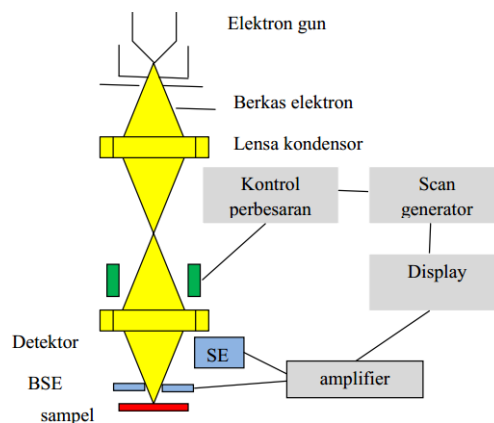 Elektron gun
Berkas elektron
Lensa kondensor
Kontrol
perbesaran
Scan
generator
Display
Detektor
SE
BSE
amplifier
sampel